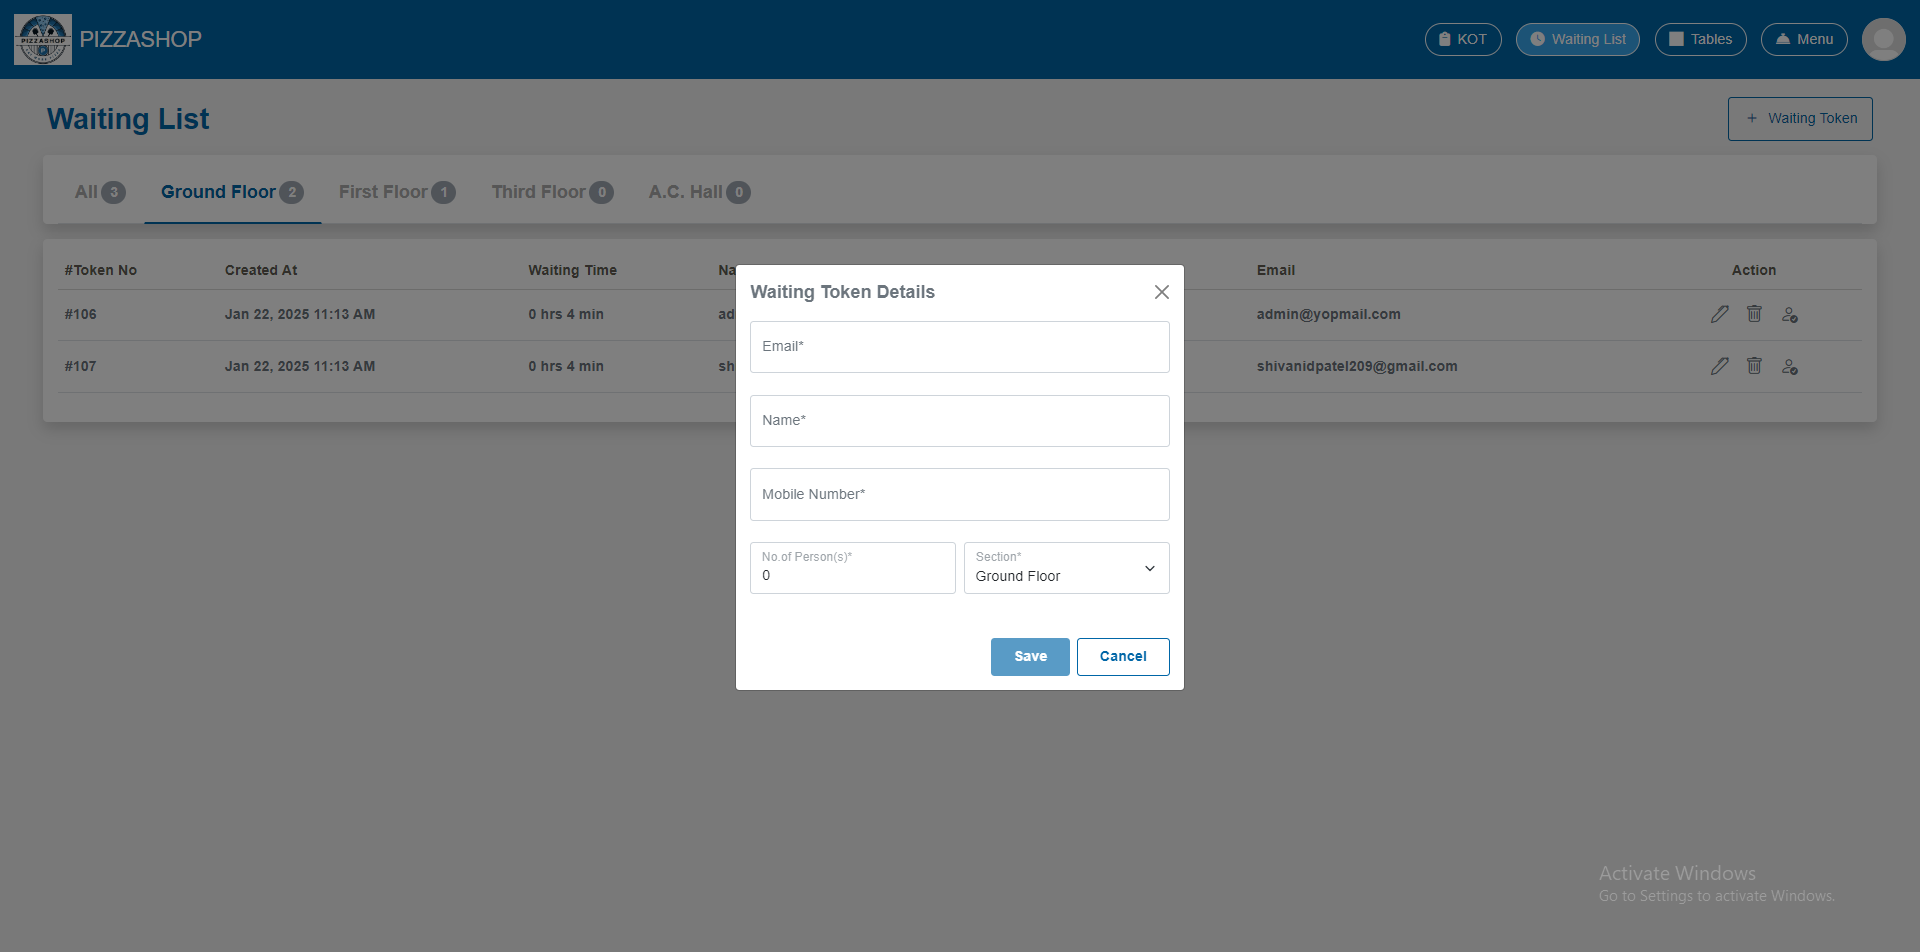 PIZZASHOP
PIZZASHOP
KOT
Waiting List
Tables
Menu
Waiting List
+ Waiting Token
All 3
Ground Floor 2
First Floor 1
Third Floor 0
A.C. Hall 0
#Token No Created At Waiting Time Na Email Action
#106 Jan 22, 2025 11:13 AM 0 hrs 4 min ad admin@yopmail.com
#107 Jan 22, 2025 11:13 AM 0 hrs 4 min sh shivanidpatel209@gmail.com
Waiting Token Details
Email*
Name*
Mobile Number*
No.of Person(s)*
0
Section*
Ground Floor
Save
Cancel
Activate Windows
Go to Settings to activate Windows.